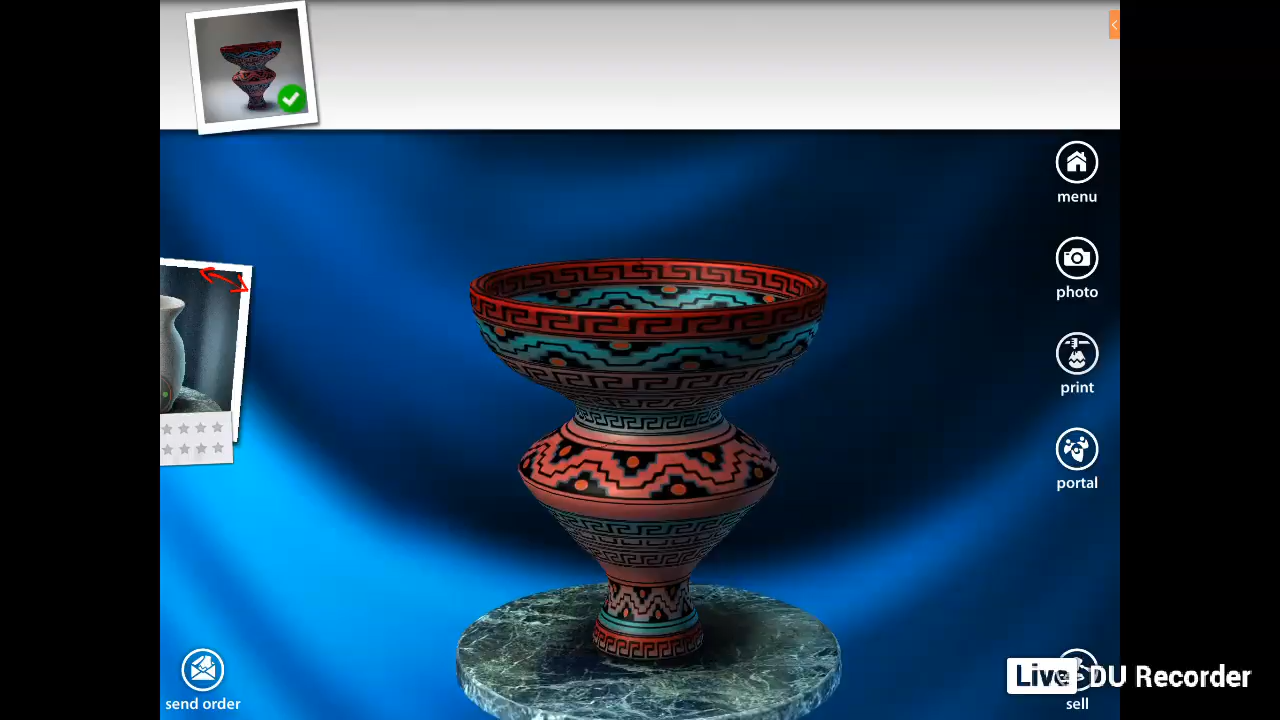 menu
photo
print
portal
send order
sell
Live DU Recorder